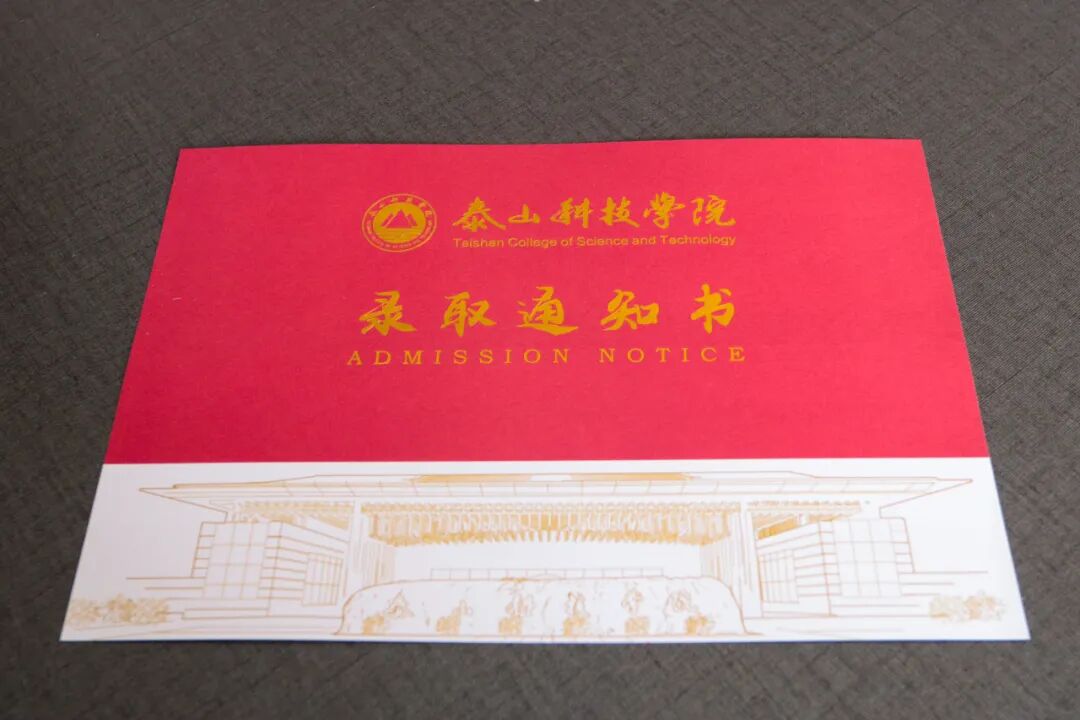 泰山科技学院
Taishan College of Science and Technology
录取通知书
ADMISSION NOTICE